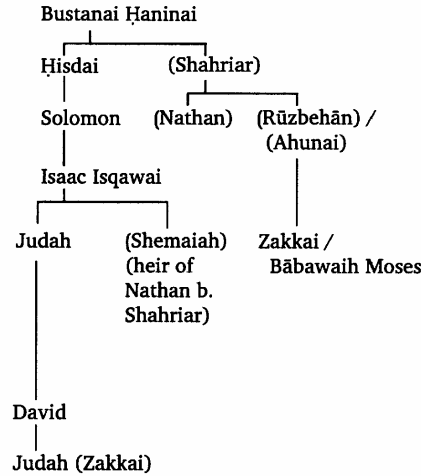 Bustanai Ḥaninai
Ḥisdai (Shahriar)
Solomon (Nathan) (Rūzbehān) /
(Ahunai)
Isaac Isqawai
Judah (Shemaiah) Zakkai /
(heir of Bābawaih Moses
Nathan b.
Shahriar)
David
Judah (Zakkai)